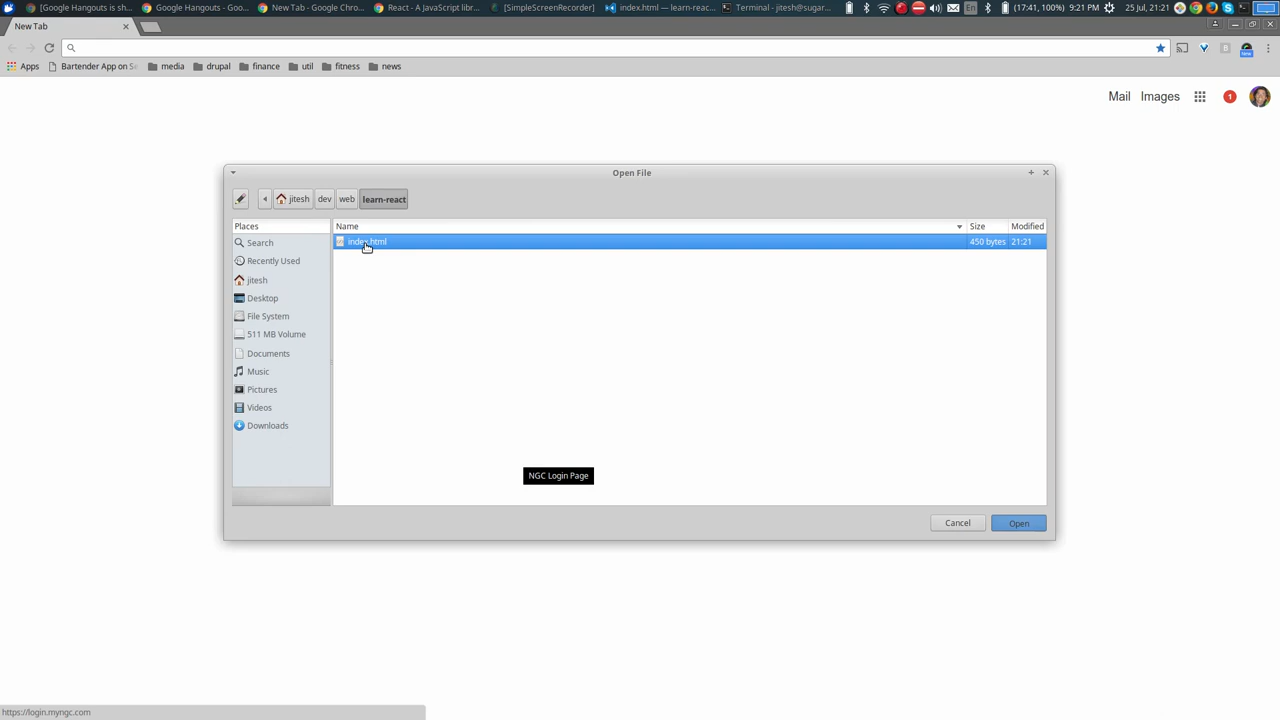 [Google Hangouts is sh... Google Hangouts - Goo... New Tab - Google Chro... React - A JavaScript libr... [SimpleScreenRecorder] index.html — learn-reac... Terminal - jitesh@sugar... En (17:41, 100%) 9:21 PM 25 Jul, 21:21
New Tab
Apps Bartender App on Se media drupal finance util fitness news
Mail Images 1
Open File
jitesh dev web learn-react
Places Name Size Modified
index.html 450 bytes 21:21
Search
Recently Used
jitesh
Desktop
File System
511 MB Volume
Documents
Music
Pictures
Videos
Downloads
NGC Login Page
Cancel Open
https://login.myngc.com